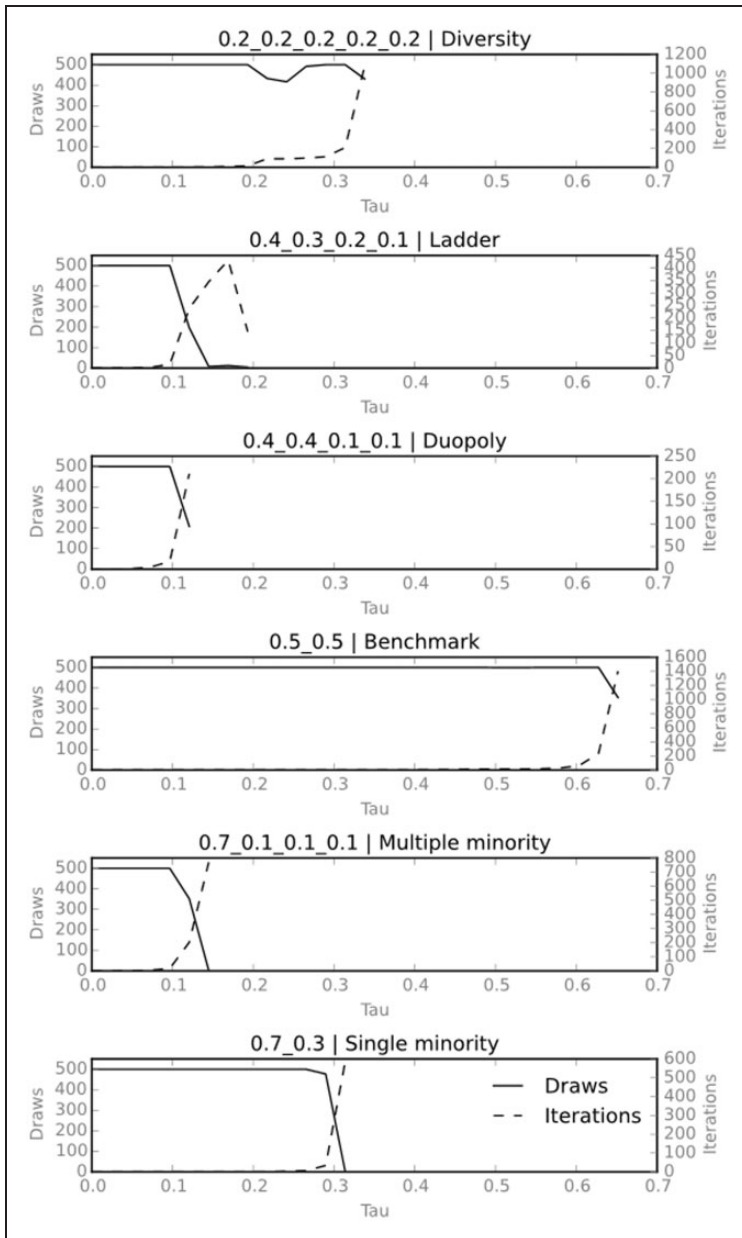 0.2_0.2_0.2_0.2_0.2 | Diversity
500
400
300
200
100
0
Draws
1200
1000
800
600
400
200
0
Iterations
0.0 0.1 0.2 0.3 0.4 0.5 0.6 0.7
Tau
0.4_0.3_0.2_0.1 | Ladder
500
400
300
200
100
0
Draws
450
400
350
300
250
200
150
100
50
0
Iterations
0.0 0.1 0.2 0.3 0.4 0.5 0.6 0.7
Tau
0.4_0.4_0.1_0.1 | Duopoly
500
400
300
200
100
0
Draws
250
200
150
100
50
0
Iterations
0.0 0.1 0.2 0.3 0.4 0.5 0.6 0.7
Tau
0.5_0.5 | Benchmark
500
400
300
200
100
0
Draws
1600
1400
1200
1000
800
600
400
200
0
Iterations
0.0 0.1 0.2 0.3 0.4 0.5 0.6 0.7
Tau
0.7_0.1_0.1_0.1 | Multiple minority
500
400
300
200
100
0
Draws
800
700
600
500
400
300
200
100
0
Iterations
0.0 0.1 0.2 0.3 0.4 0.5 0.6 0.7
Tau
0.7_0.3 | Single minority
500
400
300
200
100
0
Draws
600
500
400
300
200
100
0
Iterations
Draws
Iterations
0.0 0.1 0.2 0.3 0.4 0.5 0.6 0.7
Tau